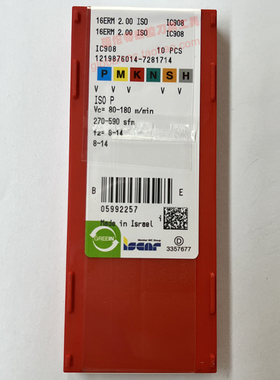 16ERM 2.00 ISO IC908
16ERM 2.00 ISO IC908
IC908 10 PCS
1219876014-7281714
P M K N S H
V V V V V V
ISO P
Vc= 80-180 m/min
270-590 sfm
fz= 8-14
8-14
B E
05992257
Made in Israel
GREEN
iscar
D
3357677